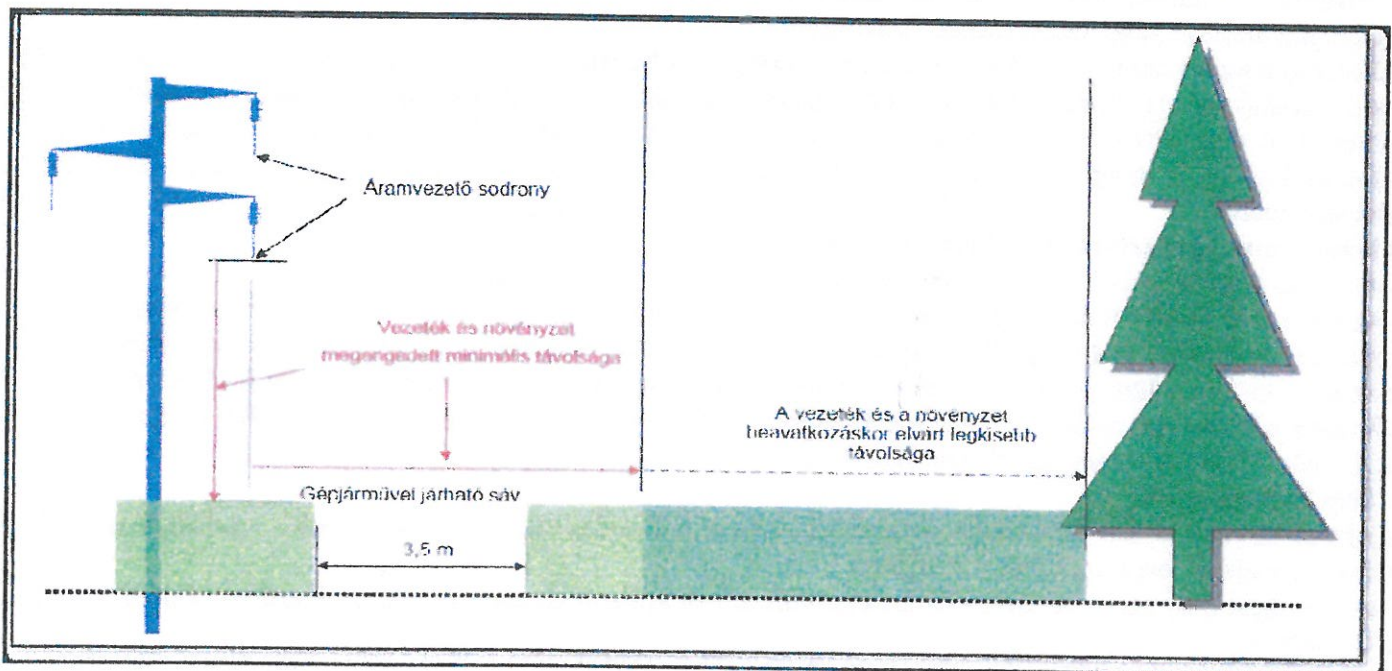 Áramvezető sodrony
Vezeték és növényzet
megengedett minimális távolsága
A vezeték és a növényzet
beavatkozáskor elvárt legkisebb
távolsága
Gépjárművel járható sáv
3,5 m